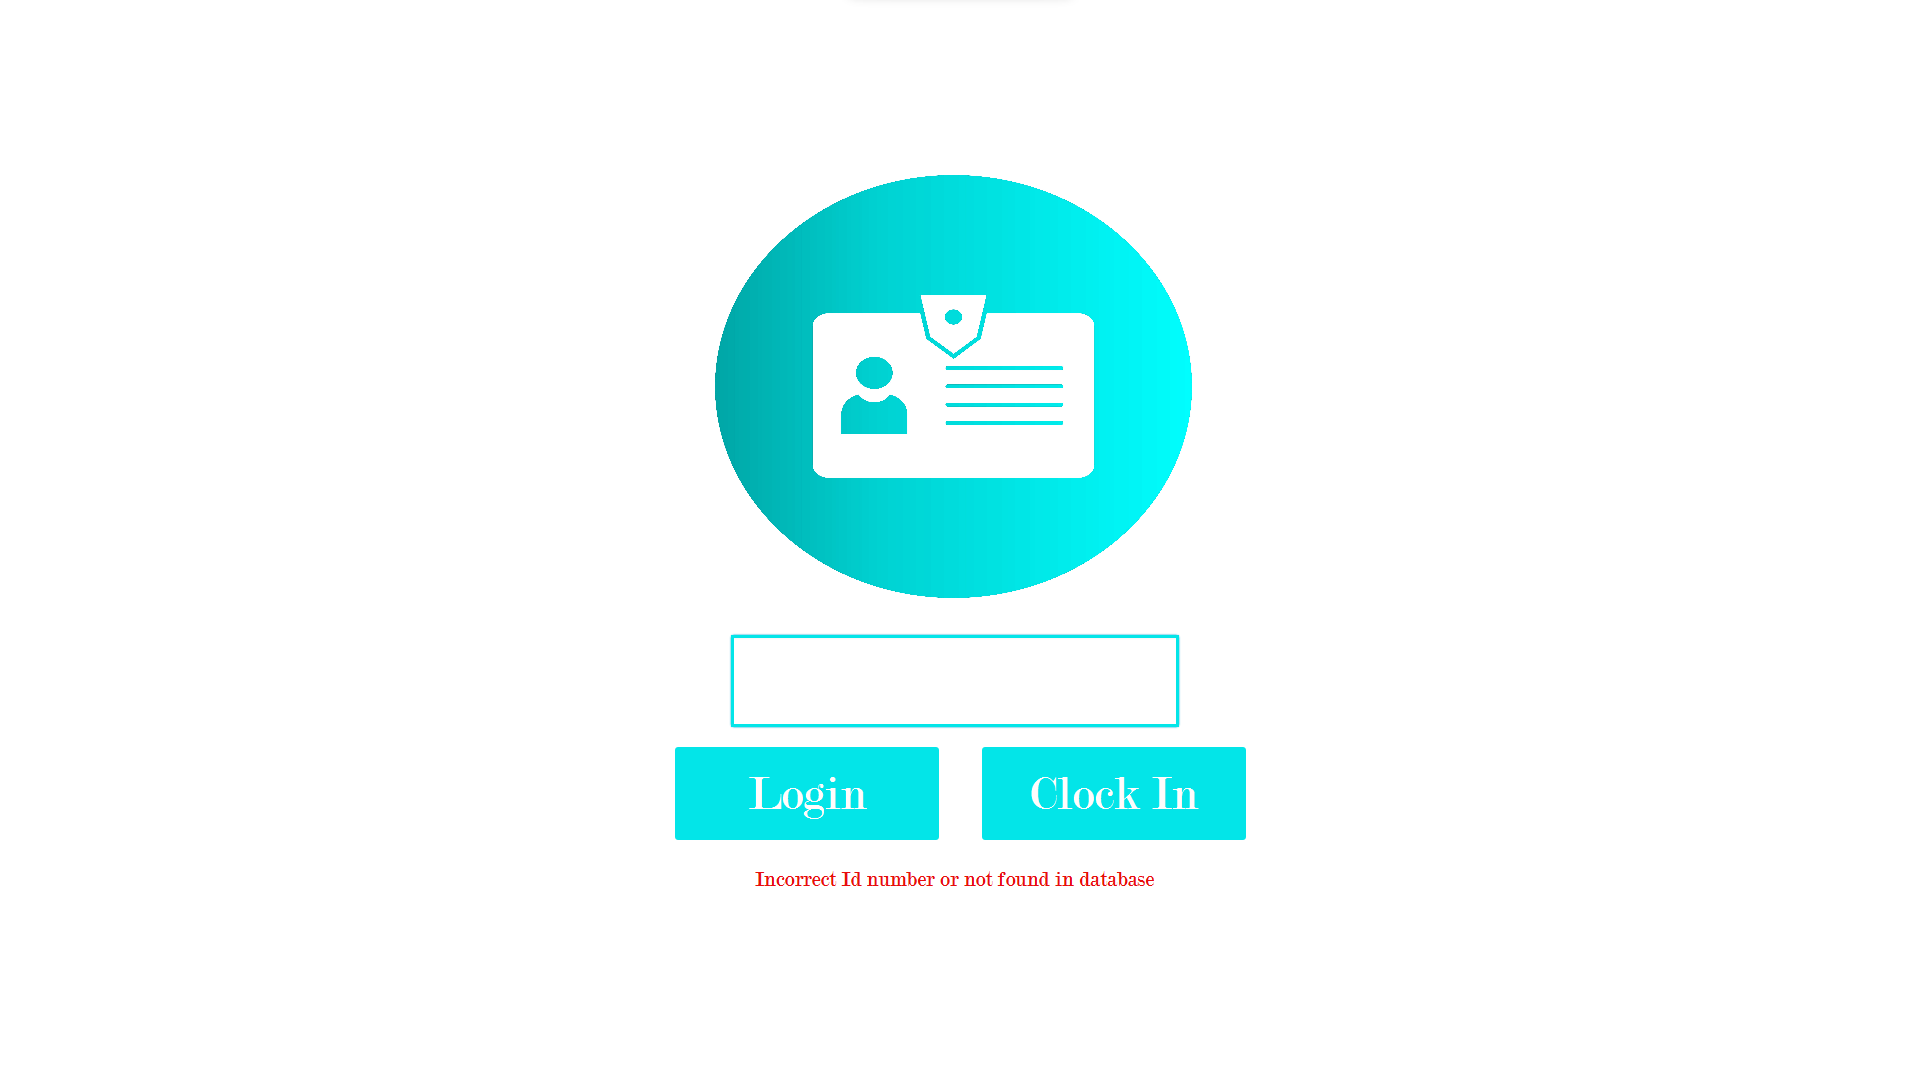 Login
Clock In
Incorrect Id number or not found in database